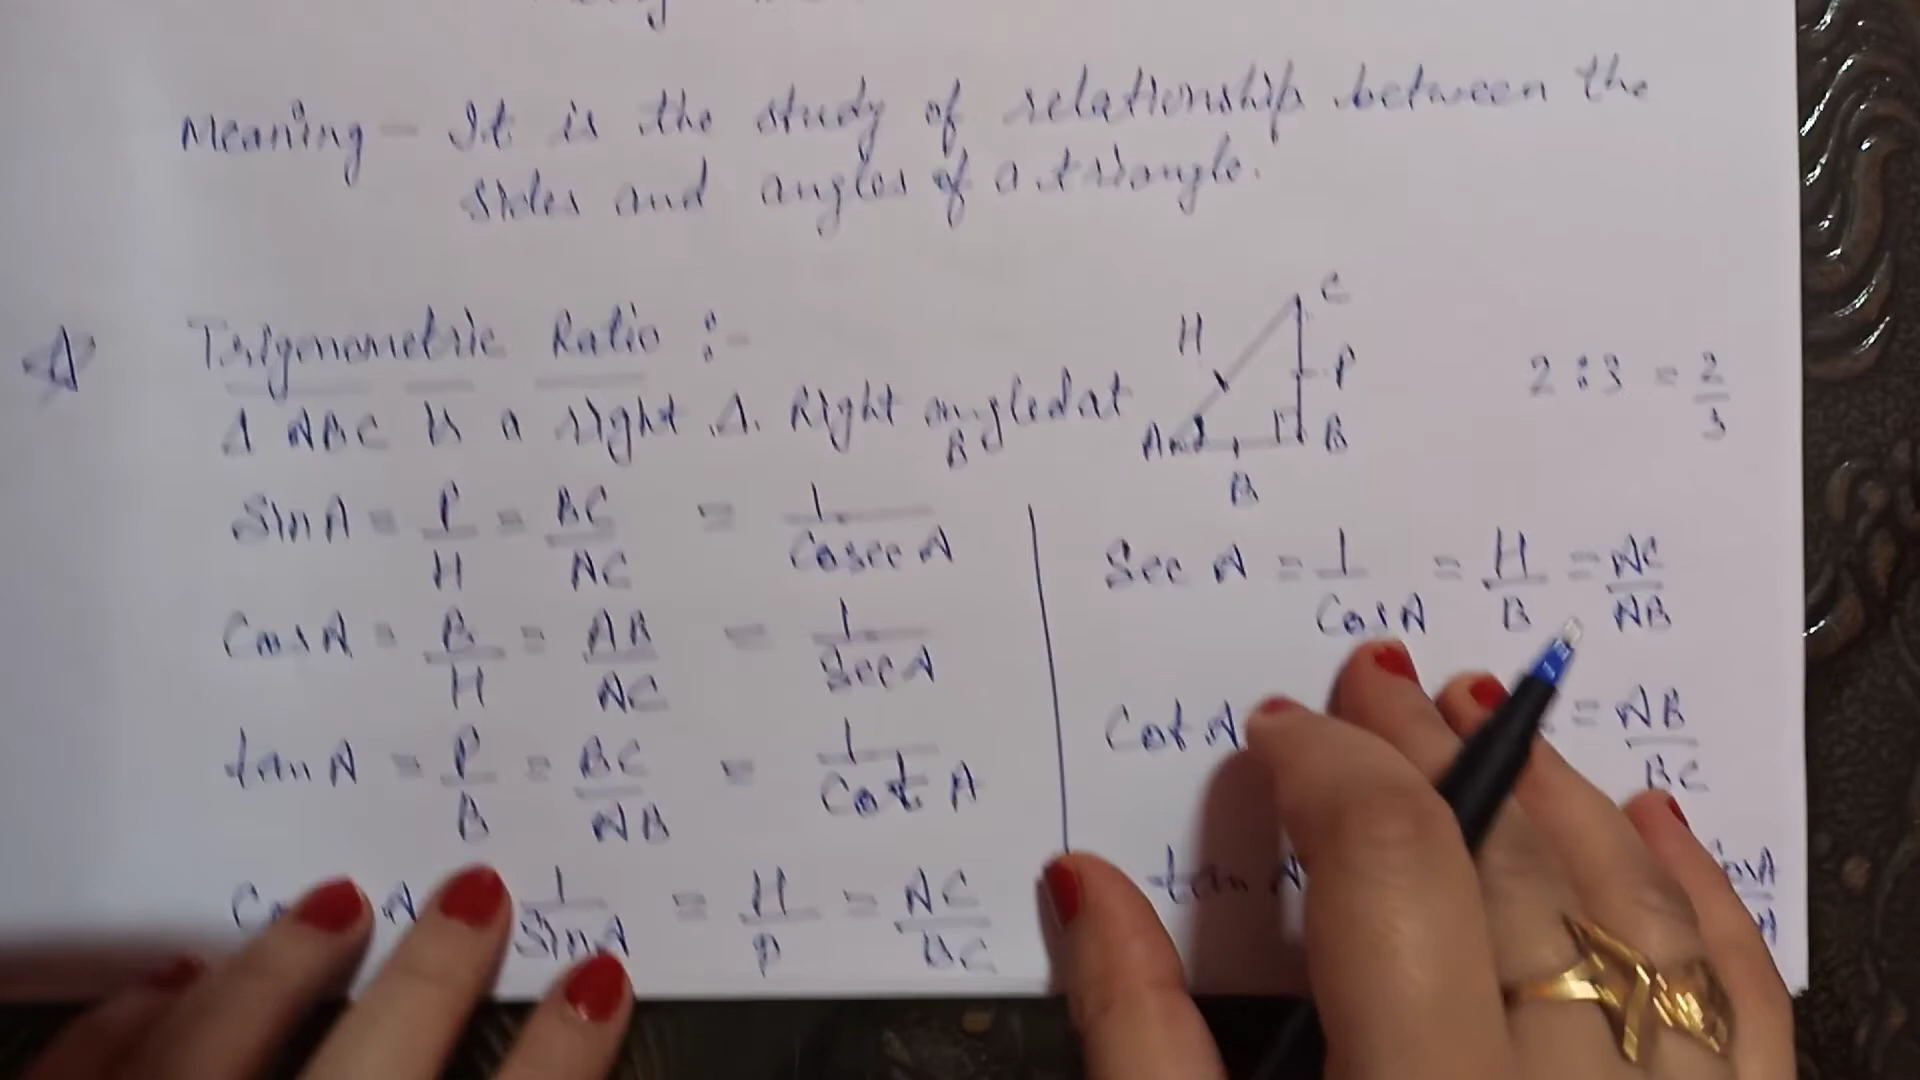 Meaning - It is the study of relationship between the
sides and angles of a triangle.
Trigonometric Ratio :-
Δ ABC is a right Δ. Right angled at
B
C
H
P
A
B
B
2 : 3 = 2/3
Sin A = P/H = BC/AC = 1/Cosec A
Cos A = B/H = AB/AC = 1/Sec A
tan A = P/B = BC/AB = 1/Cot A
A 1/Sin A = H/P = AC/BC
Sec A = 1/Cos A = H/B = AC/AB
Cot A = AB/BC
tan A